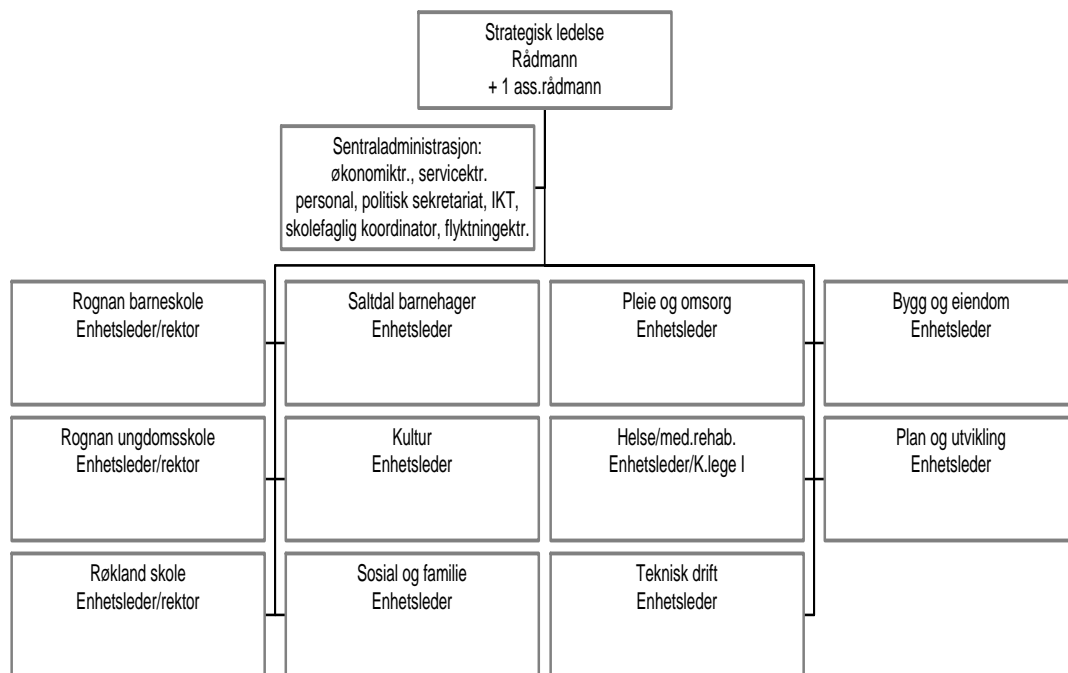 Strategisk ledelse
Rådmann
+ 1 ass.rådmann
Sentraladministrasjon:
økonomiktr., servicektr.
personal, politisk sekretariat, IKT,
skolefaglig koordinator, flyktningektr.
Rognan barneskole
Enhetsleder/rektor
Saltdal barnehager
Enhetsleder
Pleie og omsorg
Enhetsleder
Bygg og eiendom
Enhetsleder
Rognan ungdomsskole
Enhetsleder/rektor
Kultur
Enhetsleder
Helse/med.rehab.
Enhetsleder/K.lege I
Plan og utvikling
Enhetsleder
Røkland skole
Enhetsleder/rektor
Sosial og familie
Enhetsleder
Teknisk drift
Enhetsleder